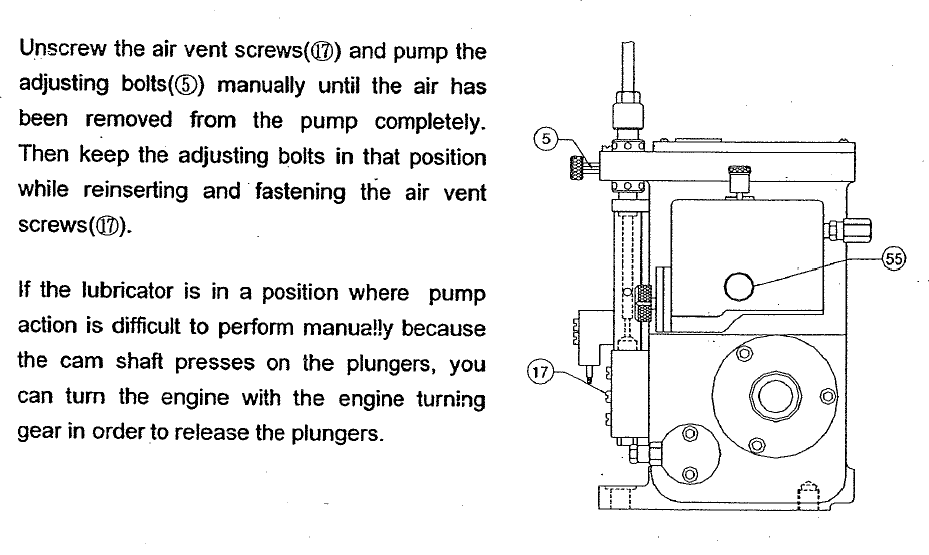 Unscrew the air vent screws(⑰) and pump the
adjusting bolts(⑤) manually until the air has
been removed from the pump completely.
Then keep the adjusting bolts in that position
while reinserting and fastening the air vent
screws(⑰).
If the lubricator is in a position where pump
action is difficult to perform manually because
the cam shaft presses on the plungers, you
can turn the engine with the engine turning
gear in order to release the plungers.
5
55
17